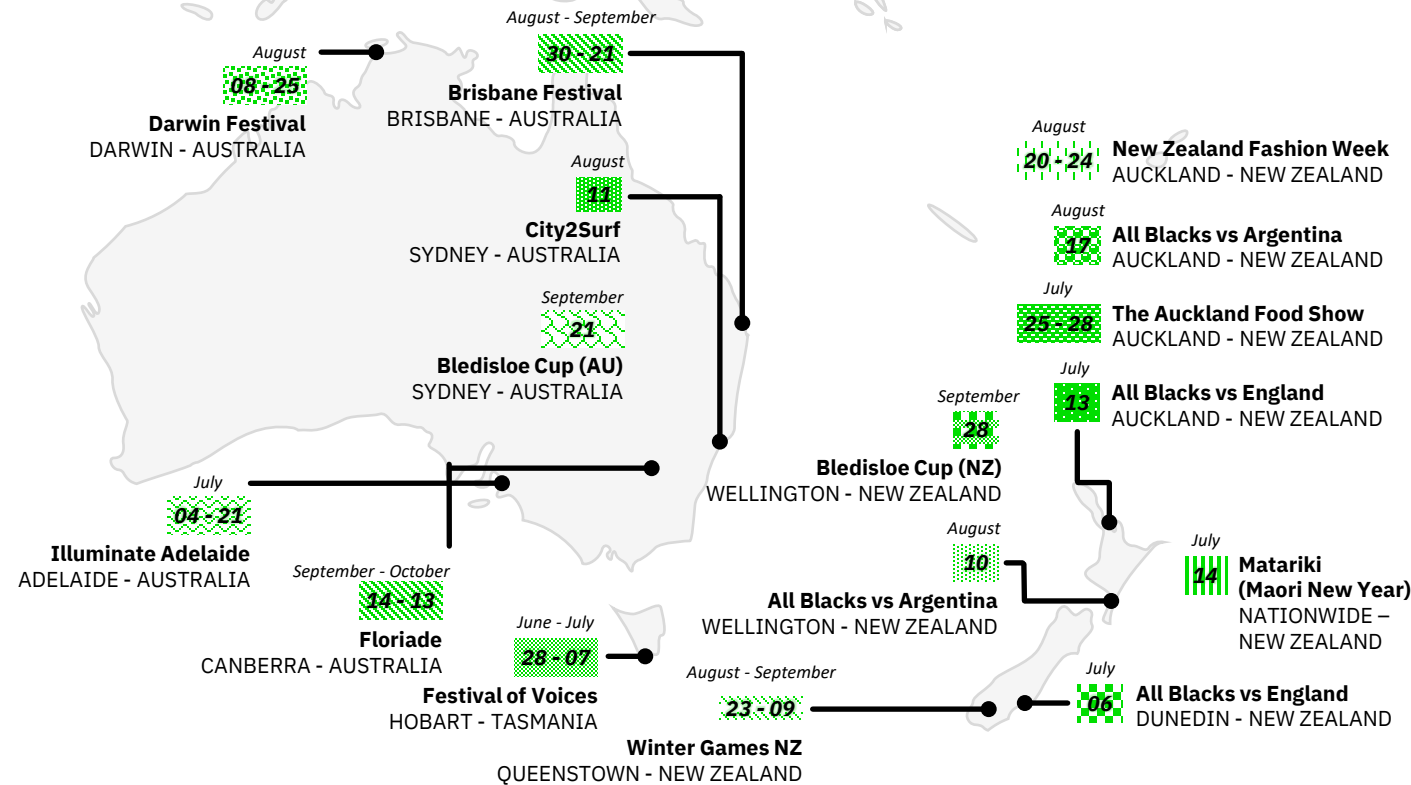 August
08 - 25
Darwin Festival
DARWIN - AUSTRALIA
August - September
30 - 21
Brisbane Festival
BRISBANE - AUSTRALIA
August
11
City2Surf
SYDNEY - AUSTRALIA
September
21
Bledisloe Cup (AU)
SYDNEY - AUSTRALIA
July
04 - 21
Illuminate Adelaide
ADELAIDE - AUSTRALIA
September - October
14 - 13
Floriade
CANBERRA - AUSTRALIA
June - July
28 - 07
Festival of Voices
HOBART - TASMANIA
August - September
23 - 09
Winter Games NZ
QUEENSTOWN - NEW ZEALAND
August
20 - 24
New Zealand Fashion Week
AUCKLAND - NEW ZEALAND
August
17
All Blacks vs Argentina
AUCKLAND - NEW ZEALAND
July
25 - 28
The Auckland Food Show
AUCKLAND - NEW ZEALAND
July
13
All Blacks vs England
AUCKLAND - NEW ZEALAND
September
28
Bledisloe Cup (NZ)
WELLINGTON - NEW ZEALAND
August
10
All Blacks vs Argentina
WELLINGTON - NEW ZEALAND
July
14
Matariki
(Maori New Year)
NATIONWIDE –
NEW ZEALAND
July
06
All Blacks vs England
DUNEDIN - NEW ZEALAND